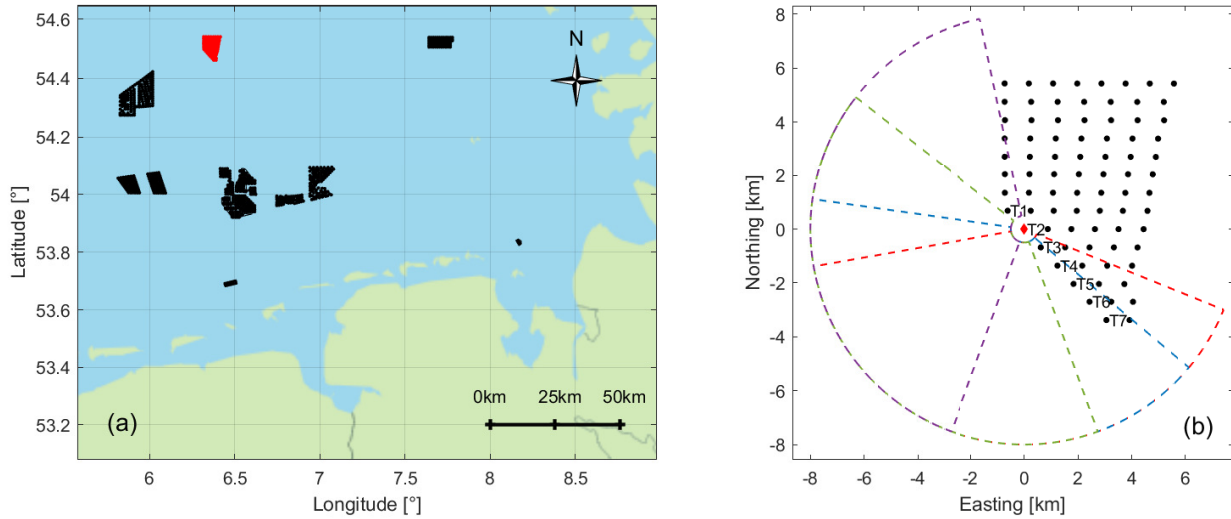 54.6
54.4
54.2
54
53.8
53.6
53.4
53.2
Latitude [°]
N
0km 25km 50km
(a)
6 6.5 7 7.5 8 8.5
Longitude [°]
8
6
4
2
0
-2
-4
-6
-8
Northing [km]
T1
T2
T3
T4
T5
T6
T7
(b)
-8 -6 -4 -2 0 2 4 6
Easting [km]